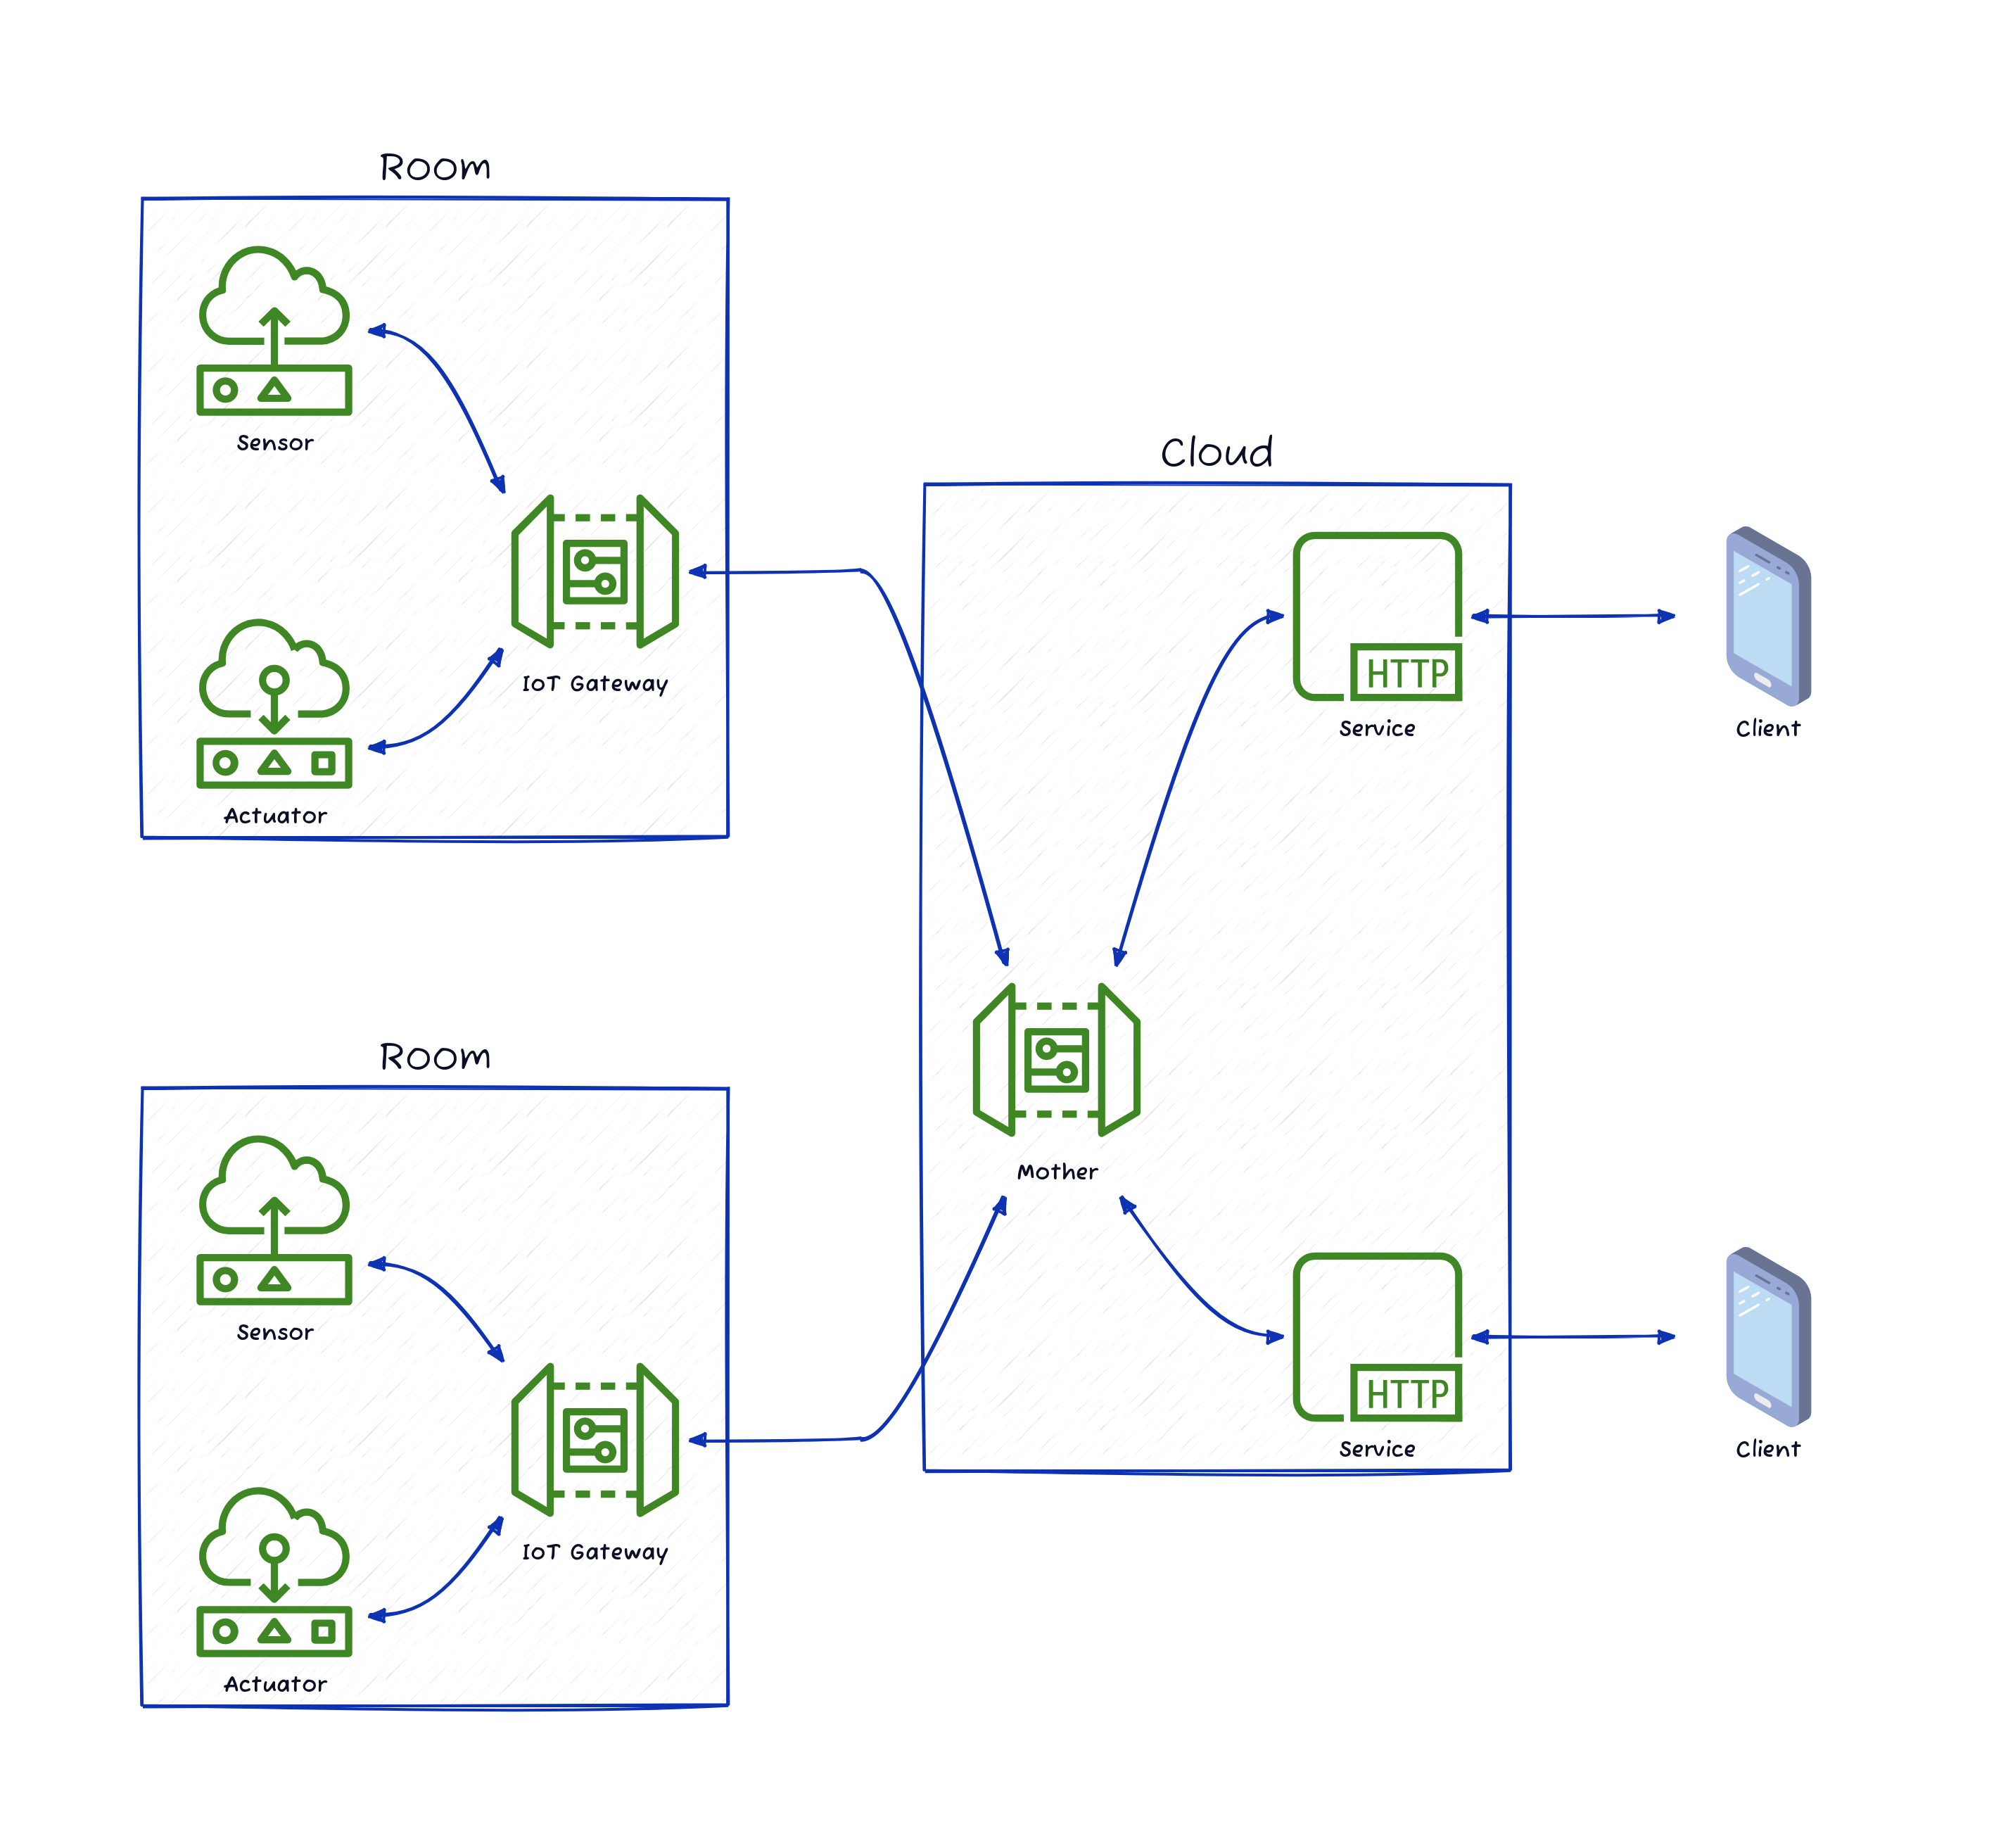 Room
Sensor
IoT Gateway
Actuator
Cloud
HTTP
Service
Client
Mother
Room
Sensor
IoT Gateway
Actuator
HTTP
Service
Client